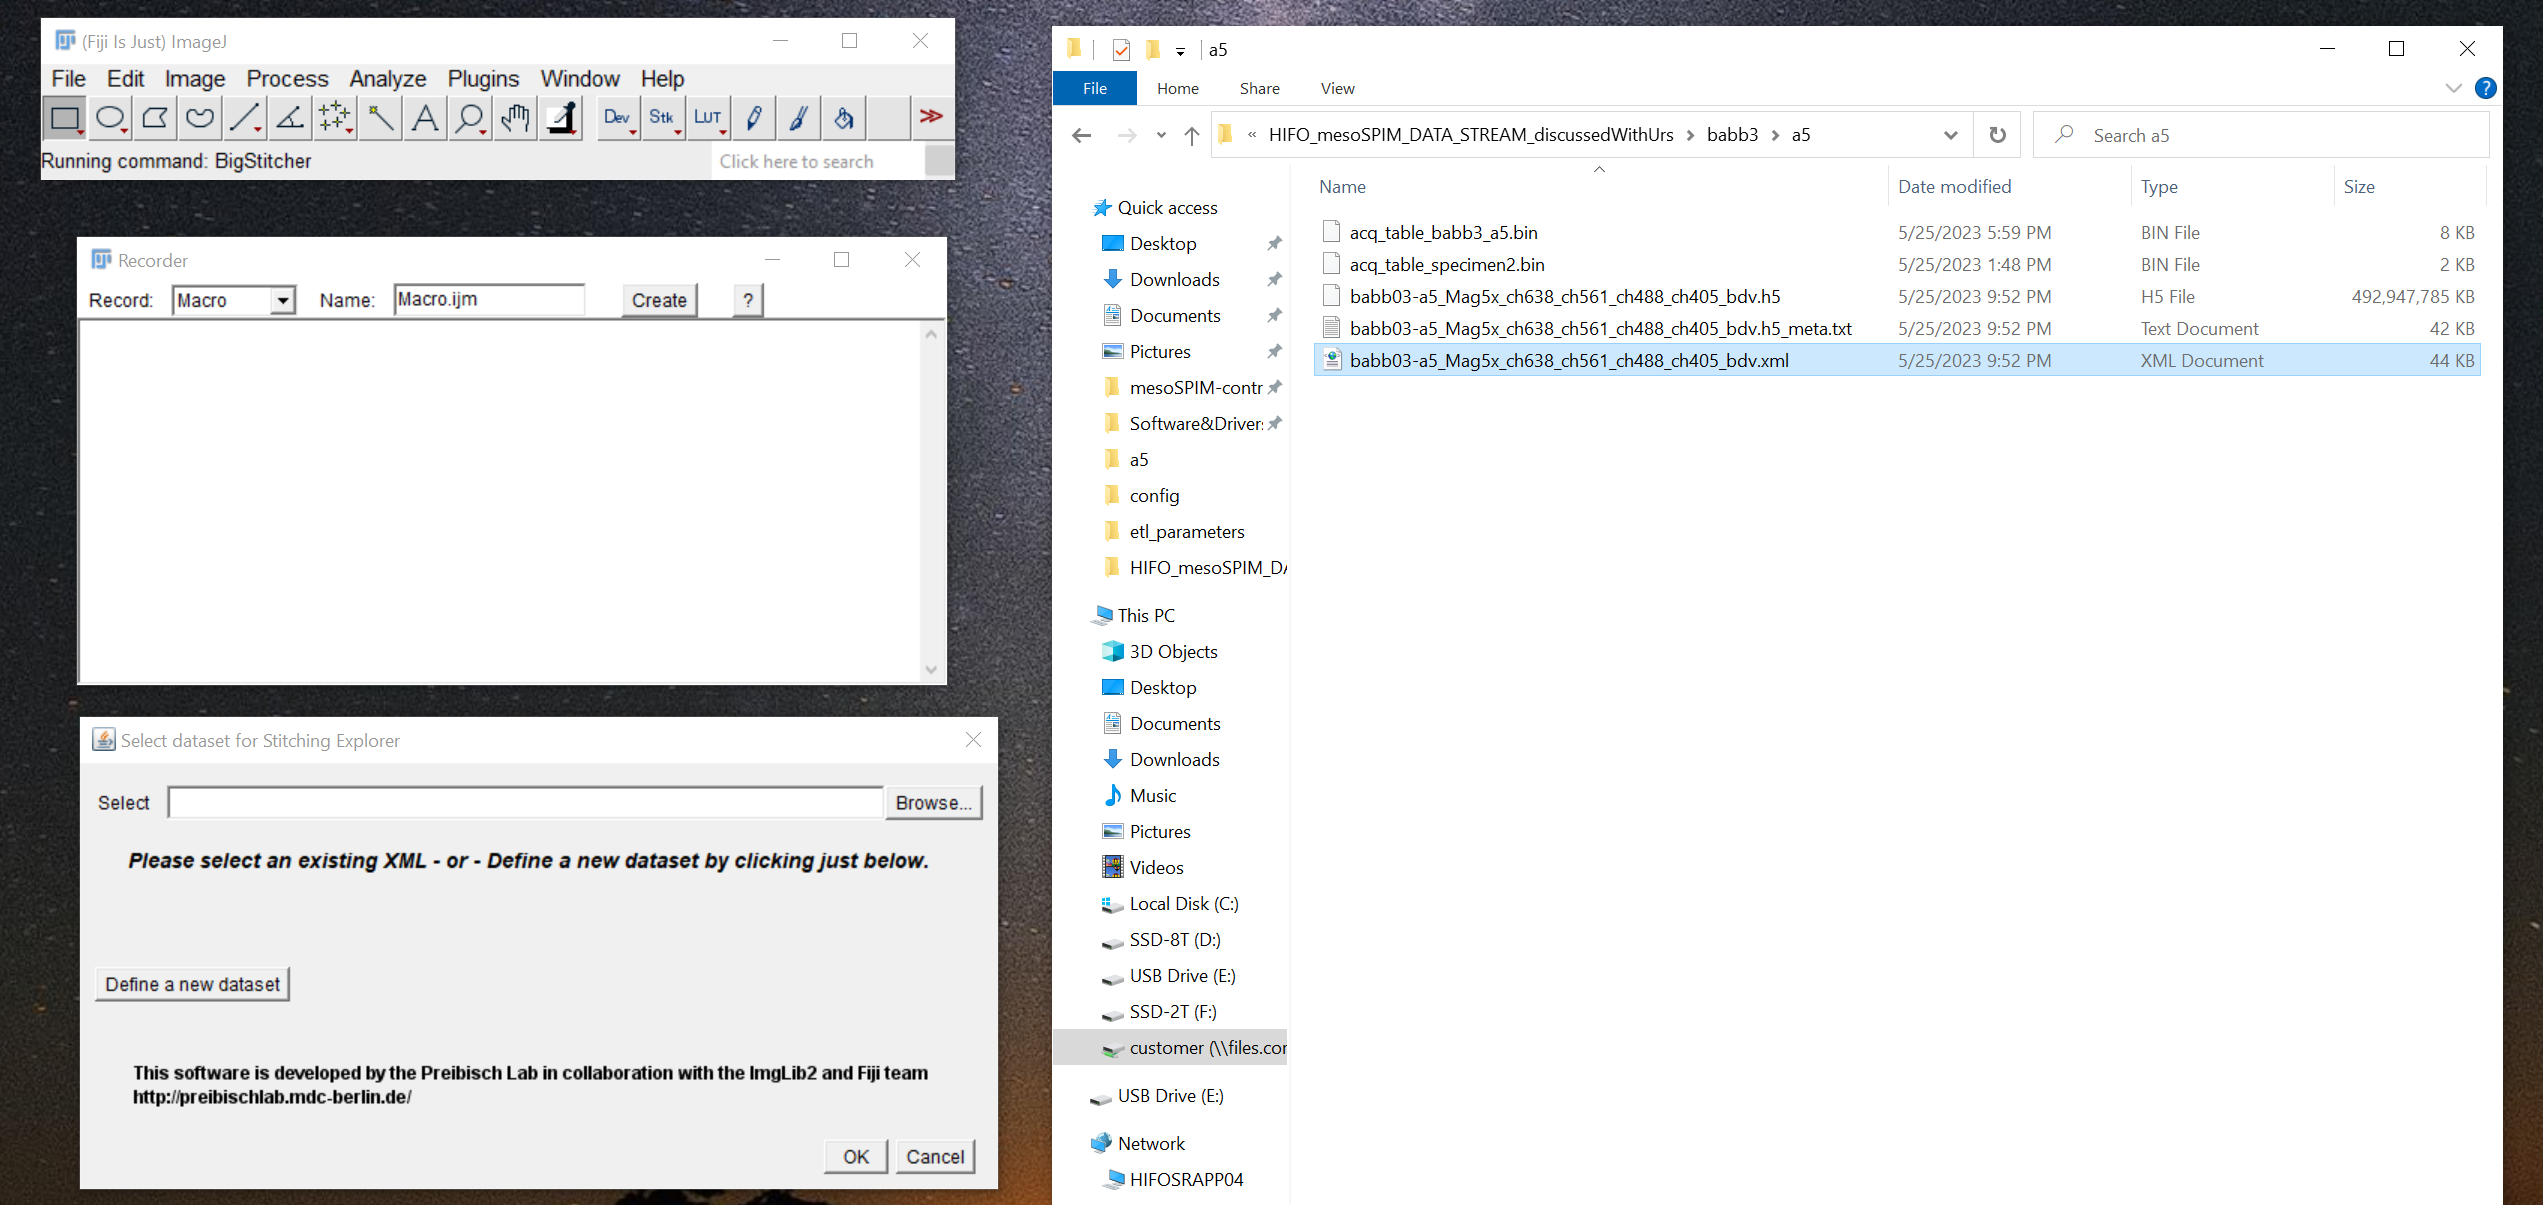 (Fiji Is Just) ImageJ
File Edit Image Process Analyze Plugins Window Help
Dev Stk LUT A >>
Running command: BigStitcher
Click here to search
Recorder
Record: Macro Name: Macro.ijm Create ?
Select dataset for Stitching Explorer
Select Browse...
Please select an existing XML - or - Define a new dataset by clicking just below.
Define a new dataset
This software is developed by the Preibisch Lab in collaboration with the ImgLib2 and Fiji team
http://preibischlab.mdc-berlin.de/
OK Cancel
a5
File Home Share View ?
« HIFO_mesoSPIM_DATA_STREAM_discussedWithUrs > babb3 > a5
Search a5
Quick access
Desktop
Downloads
Documents
Pictures
mesoSPIM-contr
Software&Driver
a5
config
etl_parameters
HIFO_mesoSPIM_DA
This PC
3D Objects
Desktop
Documents
Downloads
Music
Pictures
Videos
Local Disk (C:)
SSD-8T (D:)
USB Drive (E:)
SSD-2T (F:)
customer (\\files.cor
USB Drive (E:)
Network
HIFOSRAPP04
Name Date modified Type Size
acq_table_babb3_a5.bin 5/25/2023 5:59 PM BIN File 8 KB
acq_table_specimen2.bin 5/25/2023 1:48 PM BIN File 2 KB
babb03-a5_Mag5x_ch638_ch561_ch488_ch405_bdv.h5 5/25/2023 9:52 PM H5 File 492,947,785 KB
babb03-a5_Mag5x_ch638_ch561_ch488_ch405_bdv.h5_meta.txt 5/25/2023 9:52 PM Text Document 42 KB
babb03-a5_Mag5x_ch638_ch561_ch488_ch405_bdv.xml 5/25/2023 9:52 PM XML Document 44 KB